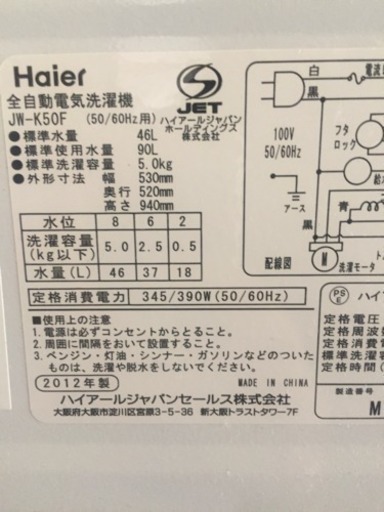 Haier
全自動電気洗濯機
JW-K50F (50/60Hz用)
S
JET
ハイアールジャパン
ホールディングス
株式会社
●標準水量 46L
●標準使用水量 90L
●標準洗濯容量 5.0kg
●外形寸法 幅 530mm
奥行 520mm
高さ 940mm
水位 8 6 2
洗濯容量 (kg以下) 5.0 2.5 0.5
水量(L) 46 37 18
定格消費電力 345/390W(50/60Hz)
■使用上の注意
1.電源は必ずコンセントからとること。
2.周囲に間隔をおいて設置すること。
3.ベンジン・灯油・シンナー・ガソリンなどのついた
ものは、洗濯や脱水をしないでください。
2012年製 MADE IN CHINA
ハイアールジャパンセールス株式会社
大阪府大阪市淀川区宮原3-5-36 新大阪トラストタワー7F
白
電流
黒
100V
50/60Hz
フタ
ロック
給水
アース
青
黒
M
配線図
洗濯モータ
PS
E
ハイ
定格電圧
定格周波
定格消費
標準洗濯
定格時間(
製造番号
M